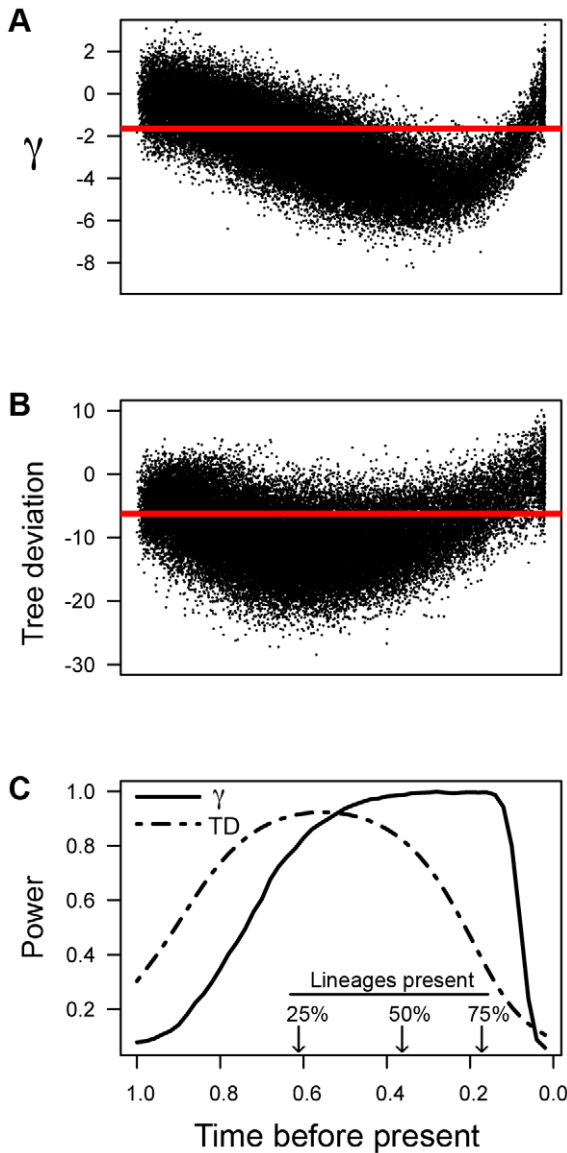 A
2
0
-2
-4
-6
-8
γ
B
10
0
-10
-20
-30
Tree deviation
C
1.0
0.8
0.6
0.4
0.2
Power
γ
TD
Lineages present
25% 50% 75%
1.0 0.8 0.6 0.4 0.2 0.0
Time before present